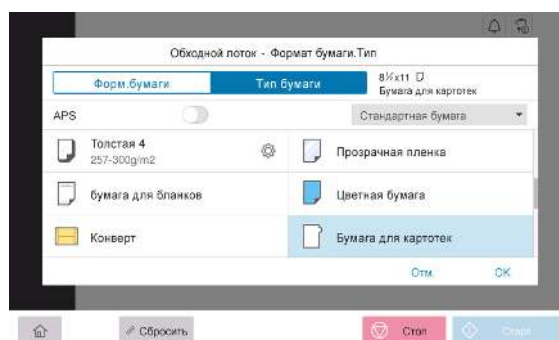 Обходной лоток - Формат бумаги.Тип
Форм.бумаги
Тип бумаги
8½x11
Бумага для картотек
APS
Стандартная бумага
Толстая 4
257-300g/m2
Прозрачная пленка
бумага для бланков
Цветная бумага
Конверт
Бумага для картотек
Отм.
OK
Сбросить
Стоп
Старт